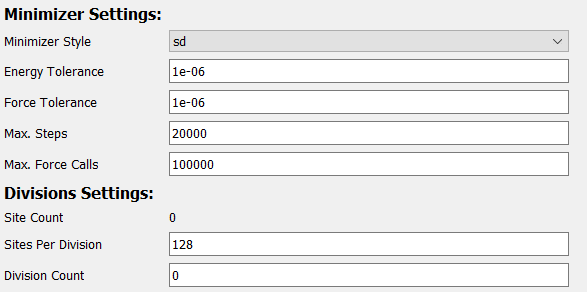 Minimizer Settings:
Minimizer Style sd
Energy Tolerance 1e-06
Force Tolerance 1e-06
Max. Steps 20000
Max. Force Calls 100000
Divisions Settings:
Site Count 0
Sites Per Division 128
Division Count 0